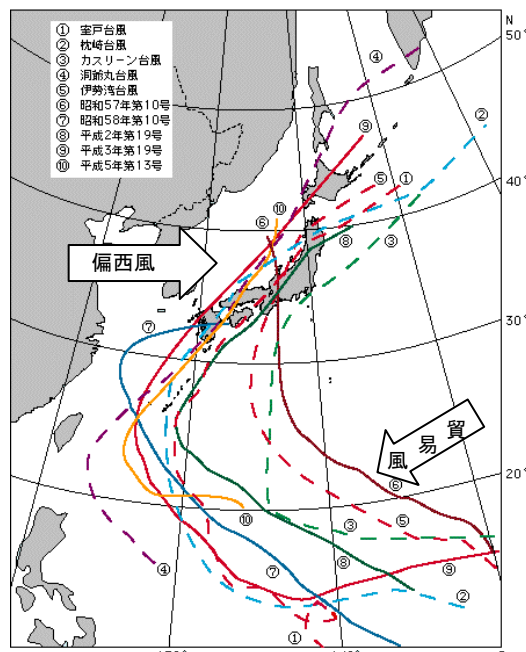 ① 室戸台風
② 枕崎台風
③ カスリーン台風
④ 洞爺丸台風
⑤ 伊勢湾台風
⑥ 昭和57年第10号
⑦ 昭和58年第10号
⑧ 平成2年第19号
⑨ 平成3年第19号
⑩ 平成5年第13号
N
50°
④
②
⑨
40°
⑤ ①
⑩
⑥
⑧
③
偏西風
⑦
30°
貿易風
20°
⑥
⑩
③ ⑤
④
⑦ ⑧ ⑨
②
①